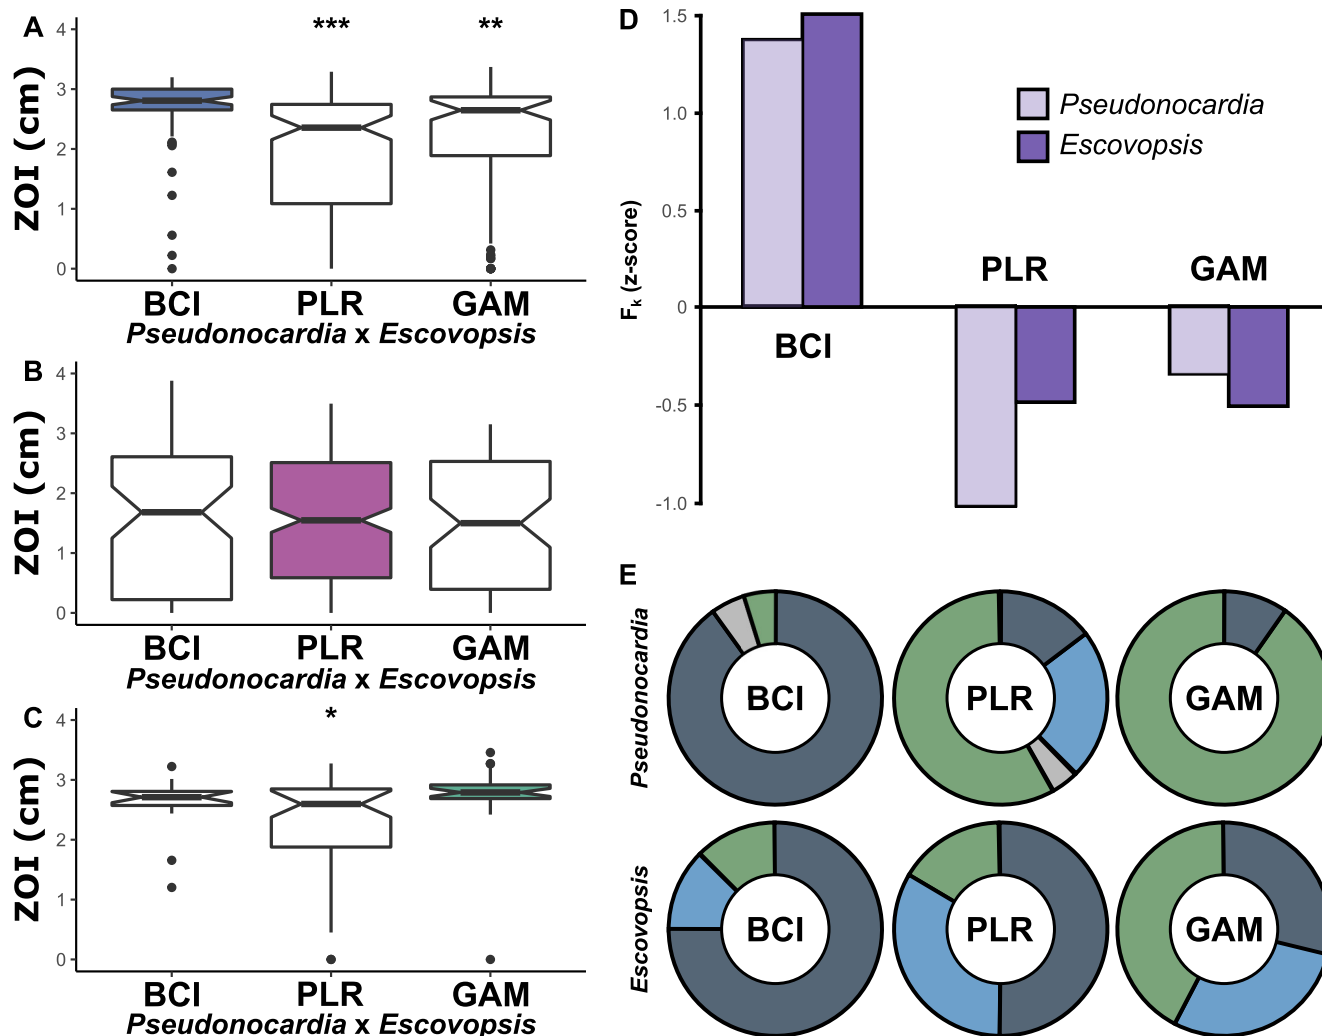 A
ZOI (cm)
4
3
2
1
0
***
**
BCI PLR GAM
Pseudonocardia x Escovopsis
B
ZOI (cm)
4
3
2
1
0
BCI PLR GAM
Pseudonocardia x Escovopsis
C
ZOI (cm)
4
3
2
1
0
*
BCI PLR GAM
Pseudonocardia x Escovopsis
D
Fk (z-score)
1.5
1.0
0.5
0
-0.5
-1.0
Pseudonocardia
Escovopsis
BCI
PLR
GAM
E
Pseudonocardia
BCI PLR GAM
Escovopsis
BCI PLR GAM